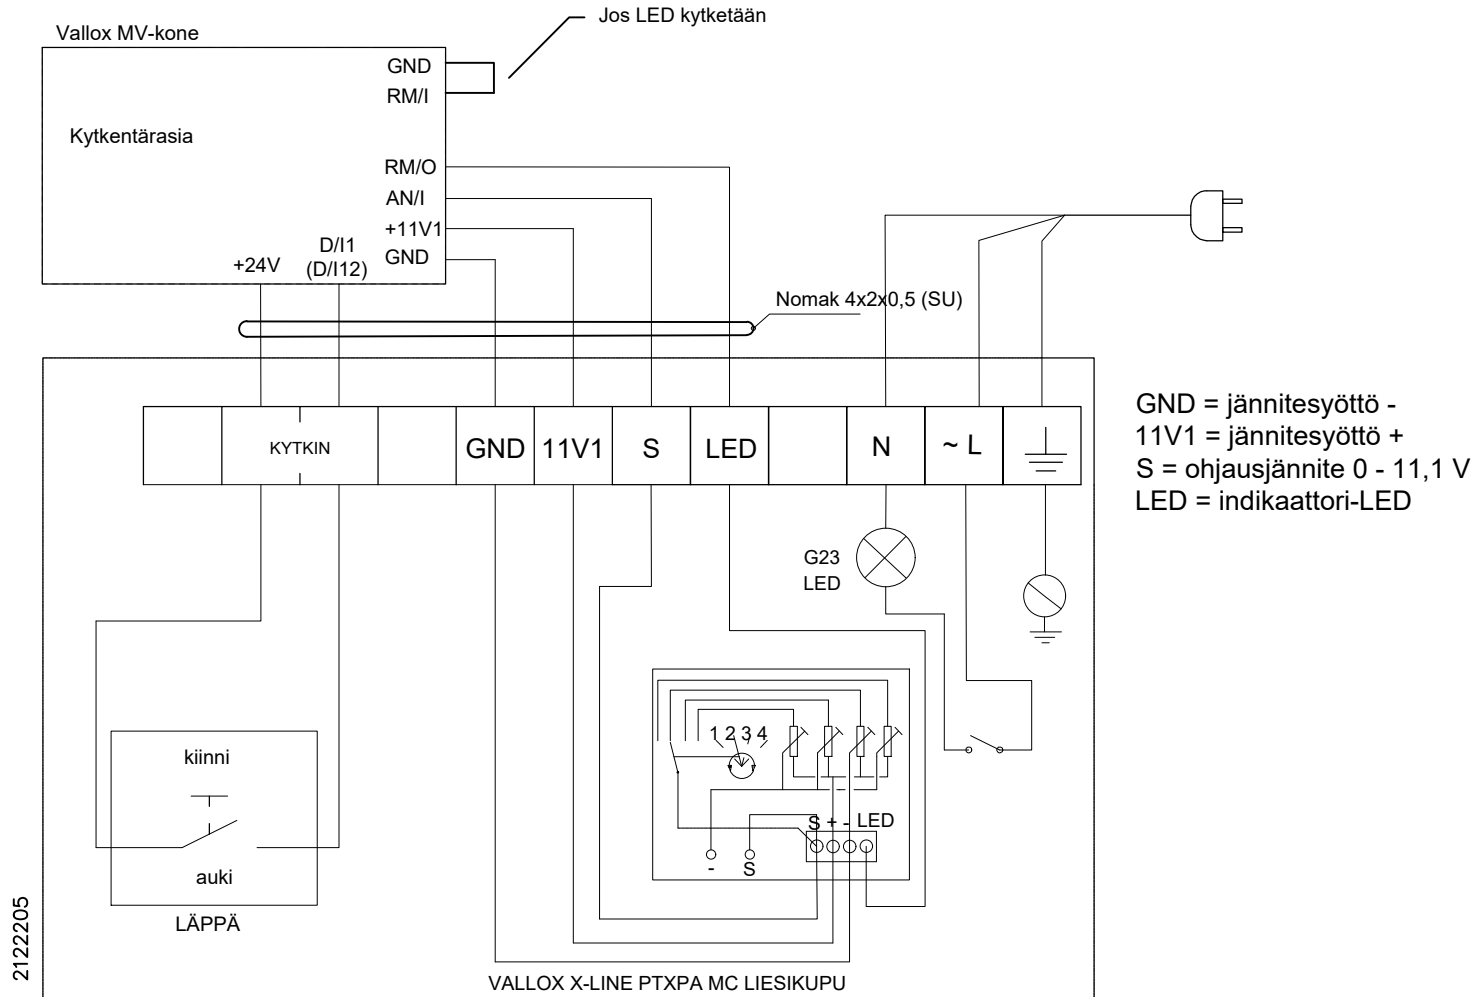 Jos LED kytketään
Vallox MV-kone
GND
RM/I
Kytkentärasia
RM/O
AN/I
+11V1
D/I1
+24V
(D/I12)
GND
Nomak 4x2x0,5 (SU)
KYTKIN
GND
11V1
S
LED
N
~ L
GND = jännitesyöttö -
11V1 = jännitesyöttö +
S = ohjausjännite 0 - 11,1 V
LED = indikaattori-LED
G23
LED
1 2 3 4
kiinni
S + - LED
- S
auki
LÄPPÄ
2122205
VALLOX X-LINE PTXPA MC LIESIKUPU